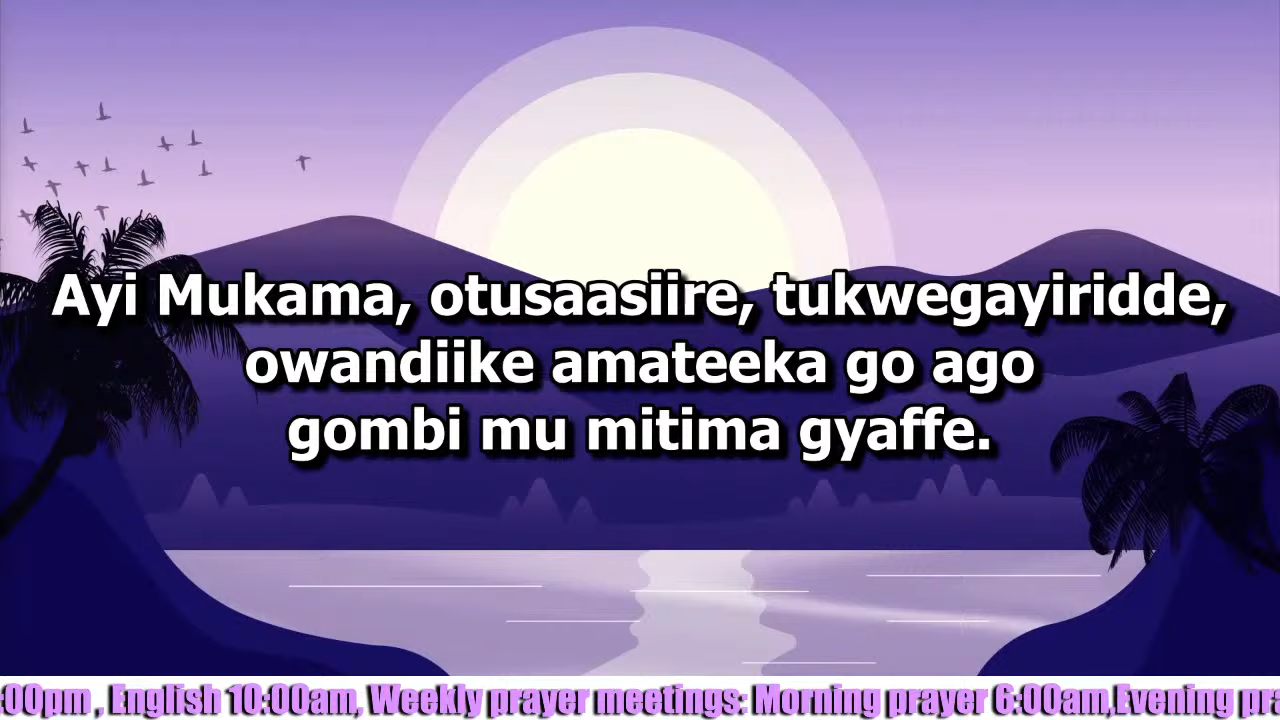 Ayi Mukama, otusaasiire, tukwegayiridde,
owandiike amateeka go ago
gombi mu mitima gyaffe.
:00pm , English 10:00am, Weekly prayer meetings: Morning prayer 6:00am,Evening